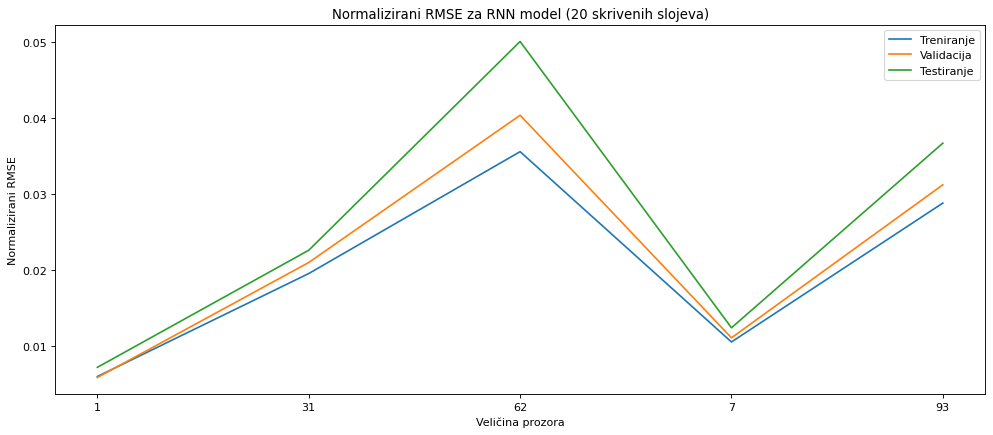 Normalizirani RMSE za RNN model (20 skrivenih slojeva)
Treniranje
Validacija
Testiranje
Normalizirani RMSE
0.05
0.04
0.03
0.02
0.01
1 31 62 7 93
Veličina prozora